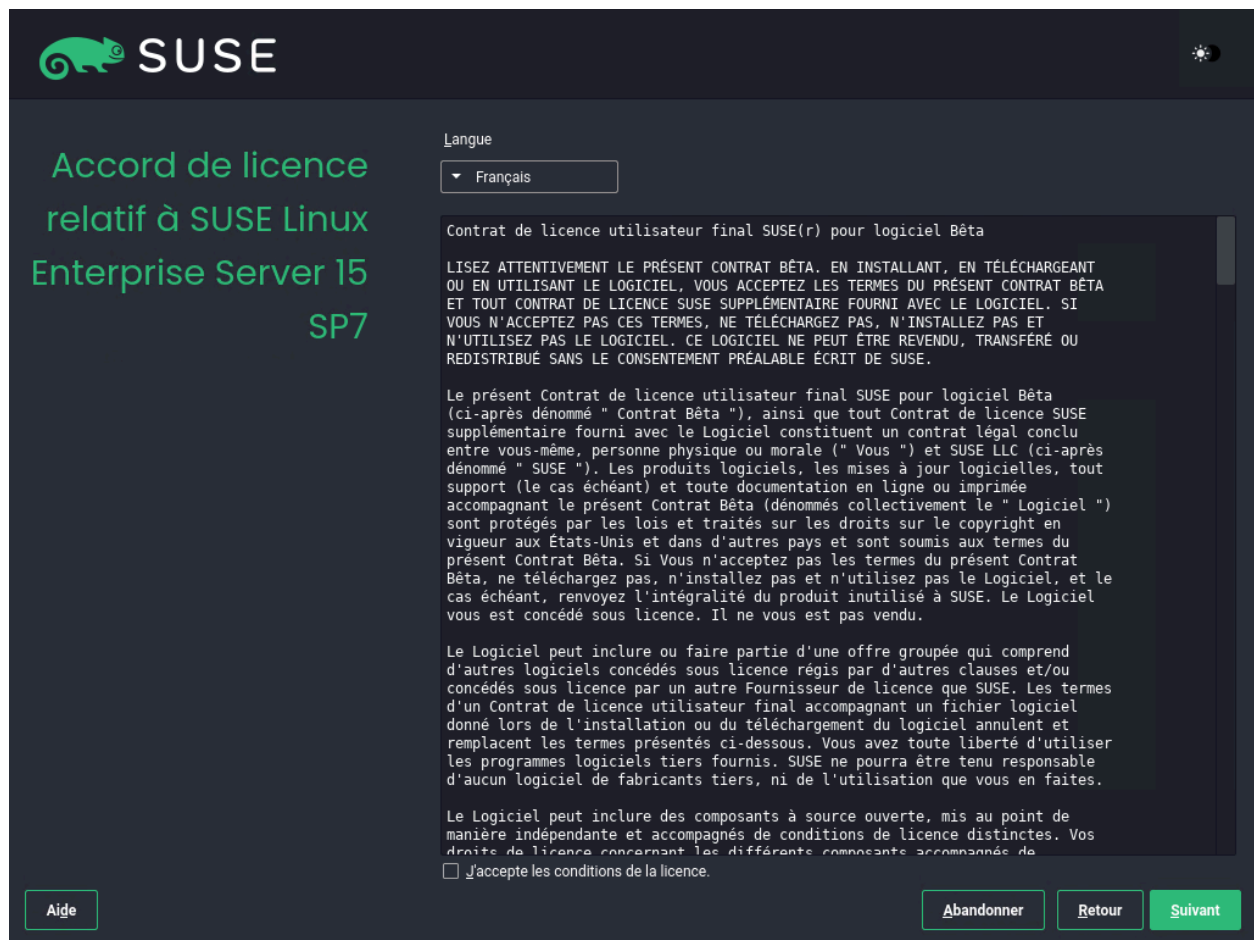 SUSE
Accord de licence
relatif à SUSE Linux
Enterprise Server 15
SP7
Langue
Français
Contrat de licence utilisateur final SUSE(r) pour logiciel Bêta
LISEZ ATTENTIVEMENT LE PRÉSENT CONTRAT BÊTA. EN INSTALLANT, EN TÉLÉCHARGEANT
OU EN UTILISANT LE LOGICIEL, VOUS ACCEPTEZ LES TERMES DU PRÉSENT CONTRAT BÊTA
ET TOUT CONTRAT DE LICENCE SUSE SUPPLÉMENTAIRE FOURNI AVEC LE LOGICIEL. SI
VOUS N'ACCEPTEZ PAS CES TERMES, NE TÉLÉCHARGEZ PAS, N'INSTALLEZ PAS ET
N'UTILISEZ PAS LE LOGICIEL. CE LOGICIEL NE PEUT ÊTRE REVENDU, TRANSFÉRÉ OU
REDISTRIBUÉ SANS LE CONSENTEMENT PRÉALABLE ÉCRIT DE SUSE.
Le présent Contrat de licence utilisateur final SUSE pour logiciel Bêta
(ci-après dénommé " Contrat Bêta "), ainsi que tout Contrat de licence SUSE
supplémentaire fourni avec le Logiciel constituent un contrat légal conclu
entre vous-même, personne physique ou morale (" Vous ") et SUSE LLC (ci-après
dénommé " SUSE "). Les produits logiciels, les mises à jour logicielles, tout
support (le cas échéant) et toute documentation en ligne ou imprimée
accompagnant le présent Contrat Bêta (dénommés collectivement le " Logiciel ")
sont protégés par les lois et traités sur les droits sur le copyright en
vigueur aux États-Unis et dans d'autres pays et sont soumis aux termes du
présent Contrat Bêta. Si Vous n'acceptez pas les termes du présent Contrat
Bêta, ne téléchargez pas, n'installez pas et n'utilisez pas le Logiciel, et le
cas échéant, renvoyez l'intégralité du produit inutilisé à SUSE. Le Logiciel
vous est concédé sous licence. Il ne vous est pas vendu.
Le Logiciel peut inclure ou faire partie d'une offre groupée qui comprend
d'autres logiciels concédés sous licence régis par d'autres clauses et/ou
concédés sous licence par un autre Fournisseur de licence que SUSE. Les termes
d'un Contrat de licence utilisateur final accompagnant un fichier logiciel
donné lors de l'installation ou du téléchargement du logiciel annulent et
remplacent les termes présentés ci-dessous. Vous avez toute liberté d'utiliser
les programmes logiciels tiers fournis. SUSE ne pourra être tenu responsable
d'aucun logiciel de fabricants tiers, ni de l'utilisation que vous en faites.
Le Logiciel peut inclure des composants à source ouverte, mis au point de
manière indépendante et accompagnés de conditions de licence distinctes. Vos
droits de licence concernant les différents composants accompagnés de
J'accepte les conditions de la licence.
Aide
Abandonner
Retour
Suivant